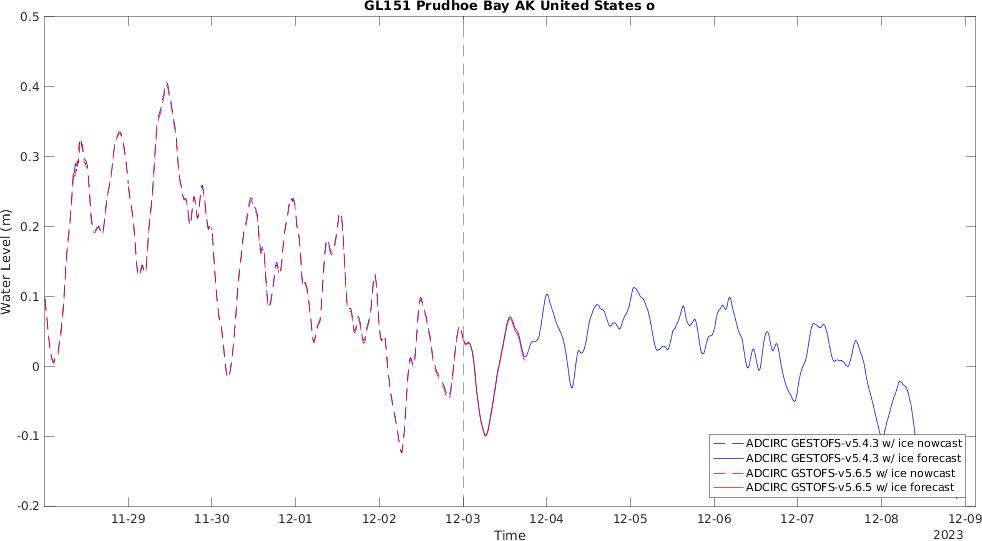 GL151 Prudhoe Bay AK United States o
0.5
0.4
0.3
0.2
0.1
0
-0.1
-0.2
Water Level (m)
11-29 11-30 12-01 12-02 12-03 12-04 12-05 12-06 12-07 12-08 12-09
2023
Time
ADCIRC GESTOFS-v5.4.3 w/ ice nowcast
ADCIRC GESTOFS-v5.4.3 w/ ice forecast
ADCIRC GSTOFS-v5.6.5 w/ ice nowcast
ADCIRC GSTOFS-v5.6.5 w/ ice forecast